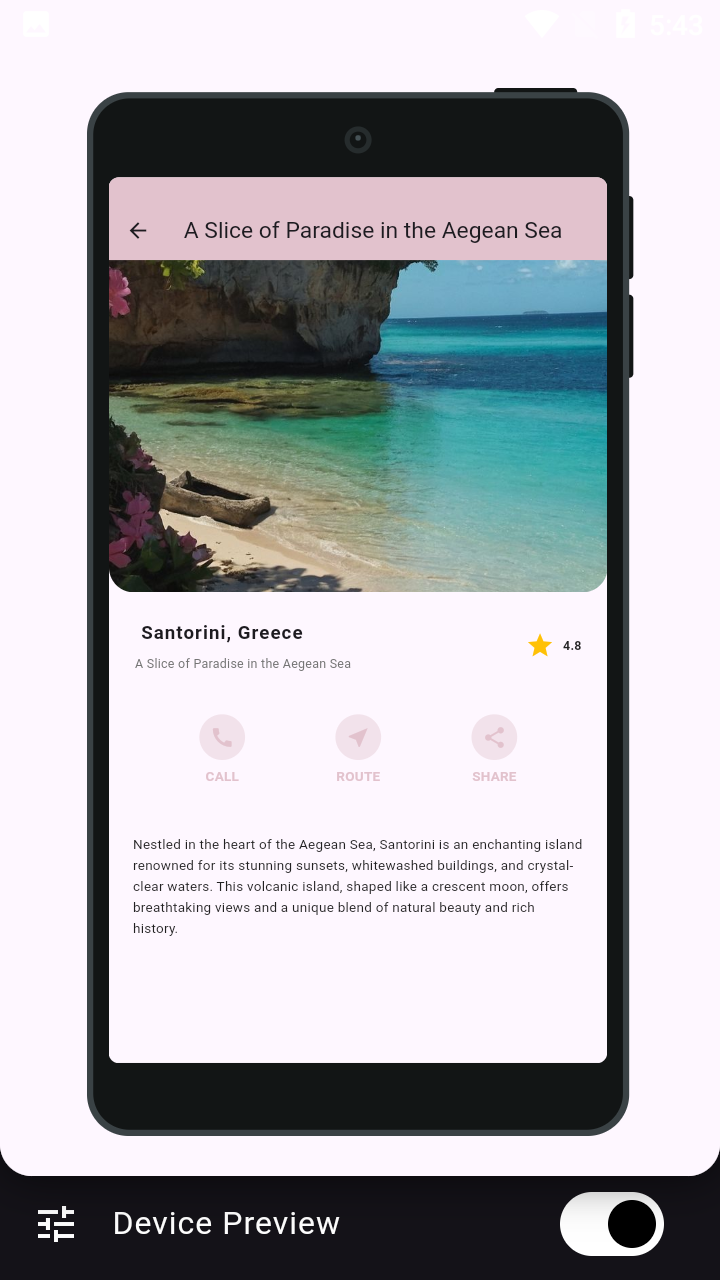 5:43
A Slice of Paradise in the Aegean Sea
Santorini, Greece
4.8
A Slice of Paradise in the Aegean Sea
CALL ROUTE SHARE
Nestled in the heart of the Aegean Sea, Santorini is an enchanting island
renowned for its stunning sunsets, whitewashed buildings, and crystal-
clear waters. This volcanic island, shaped like a crescent moon, offers
breathtaking views and a unique blend of natural beauty and rich
history.
Device Preview